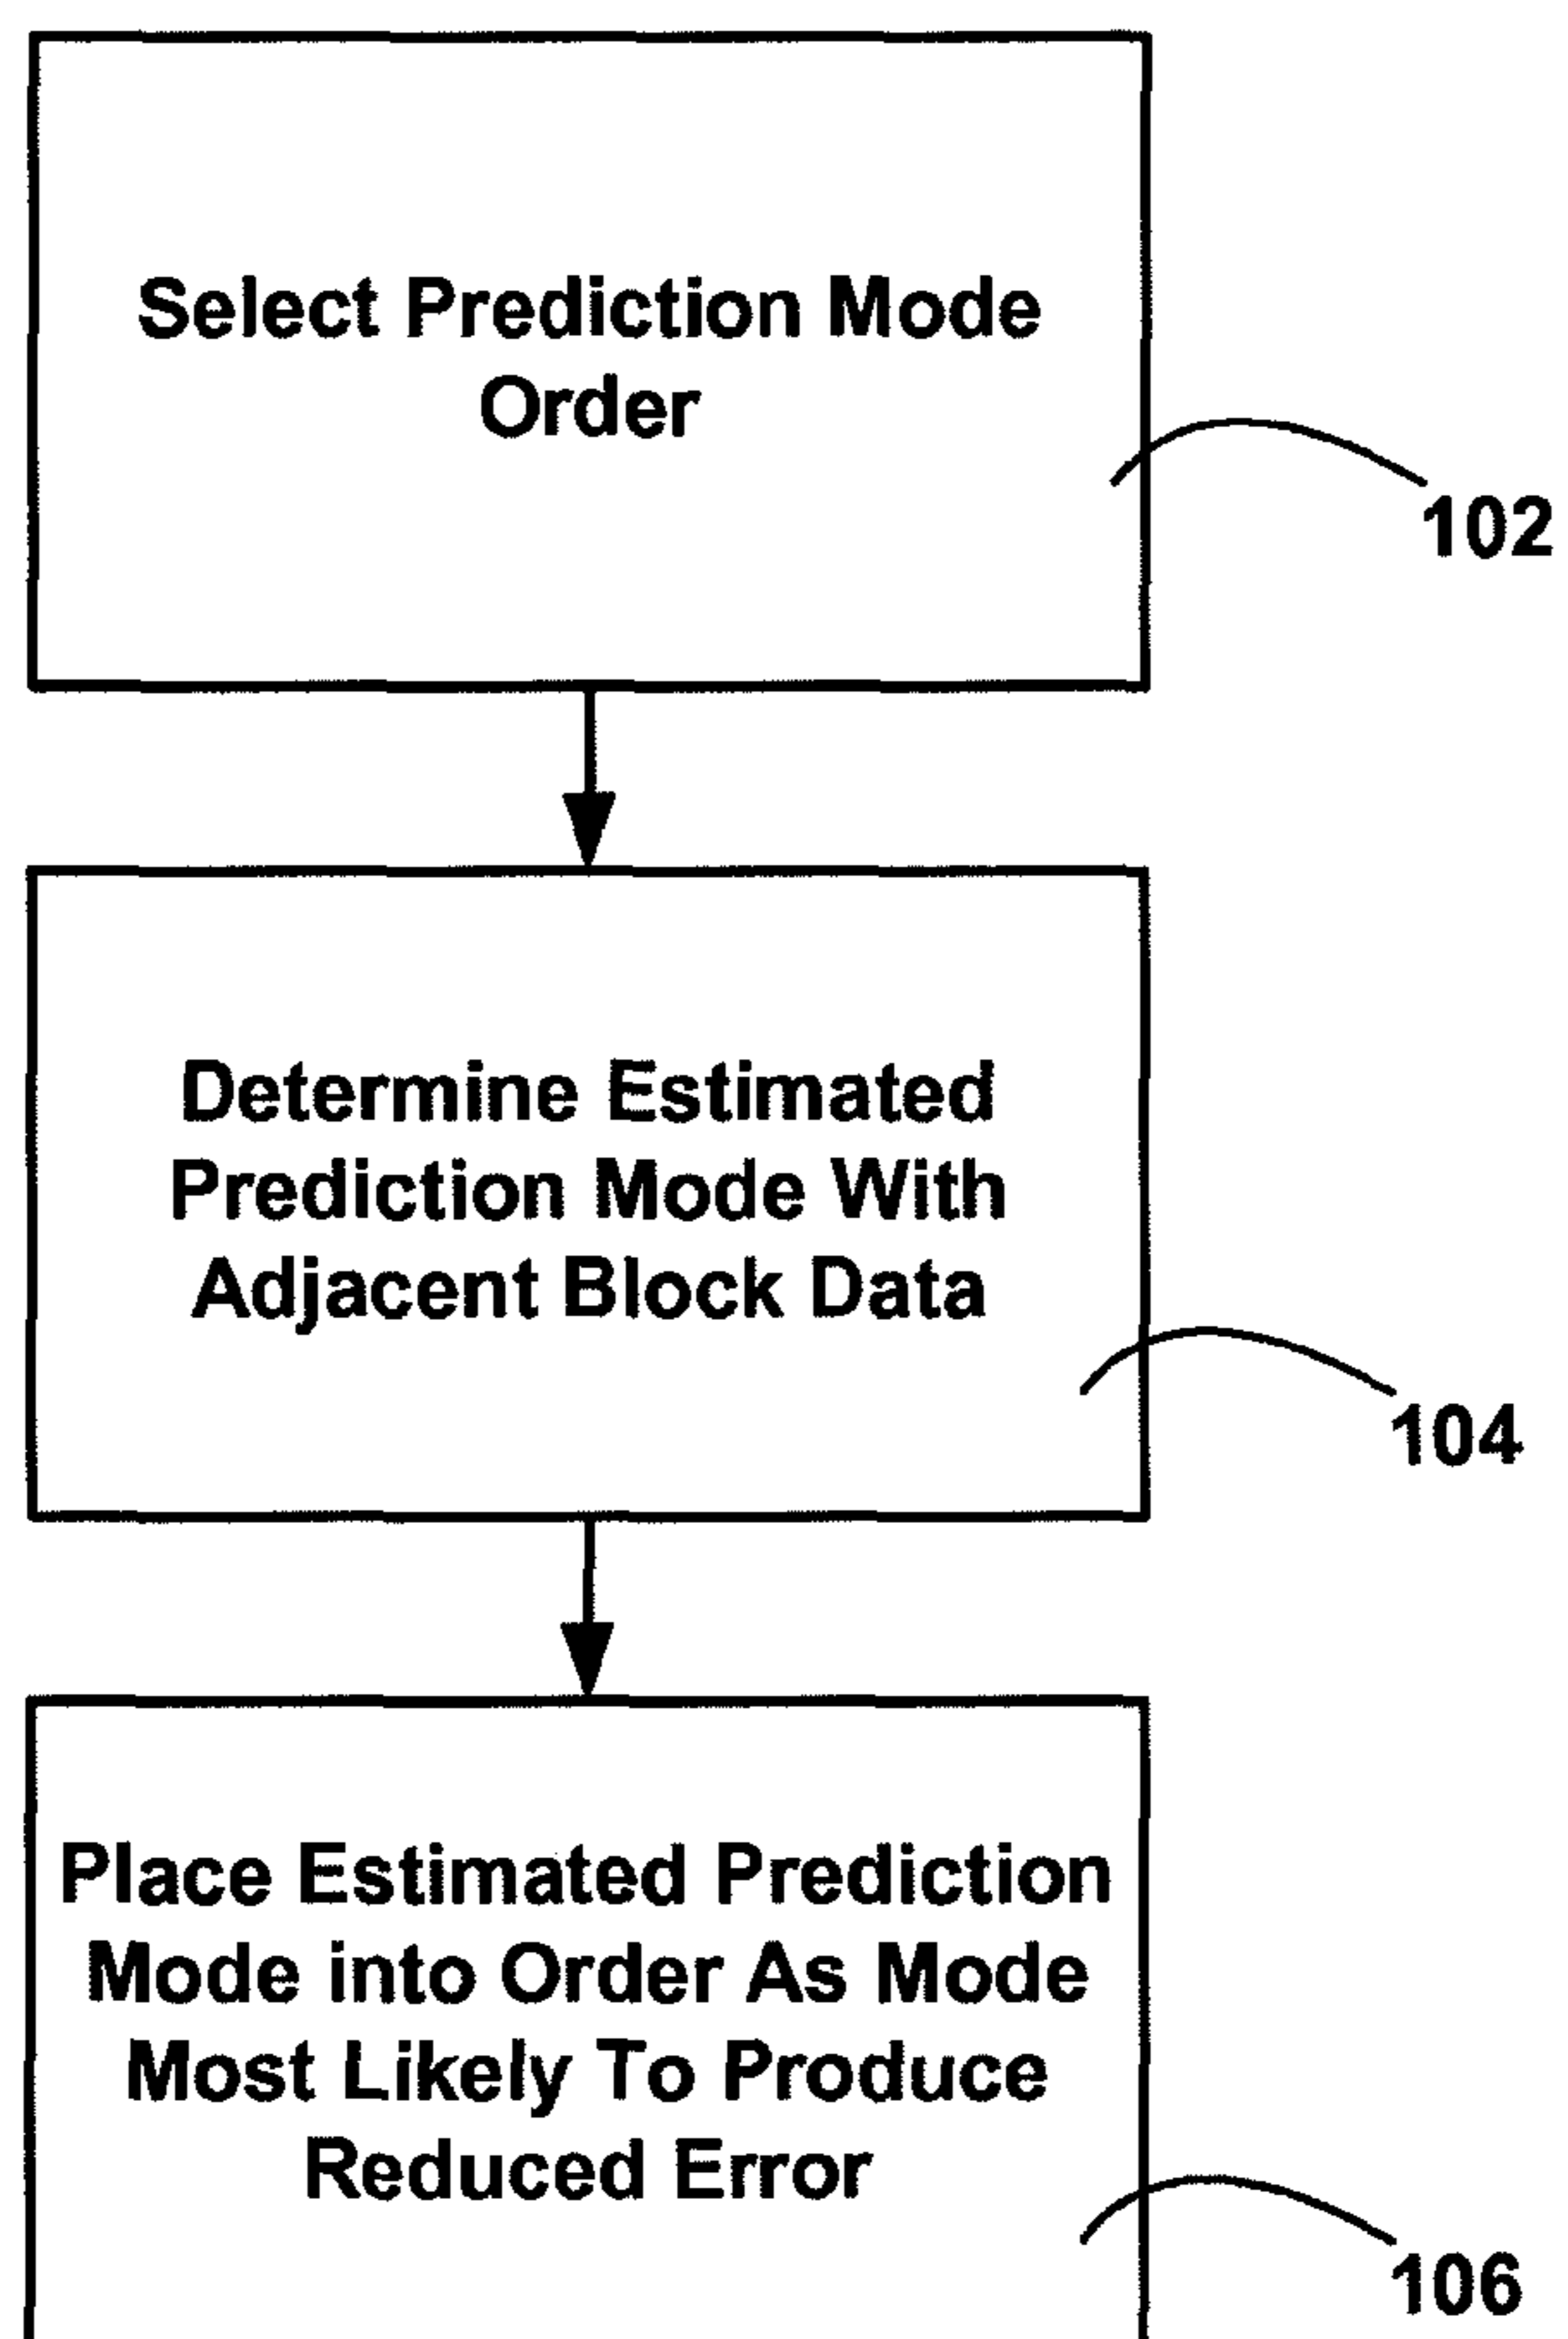 Select Prediction Mode
Order
102
Determine Estimated
Prediction Mode With
Adjacent Block Data
104
Place Estimated Prediction
Mode into Order As Mode
Most Likely To Produce
Reduced Error
106